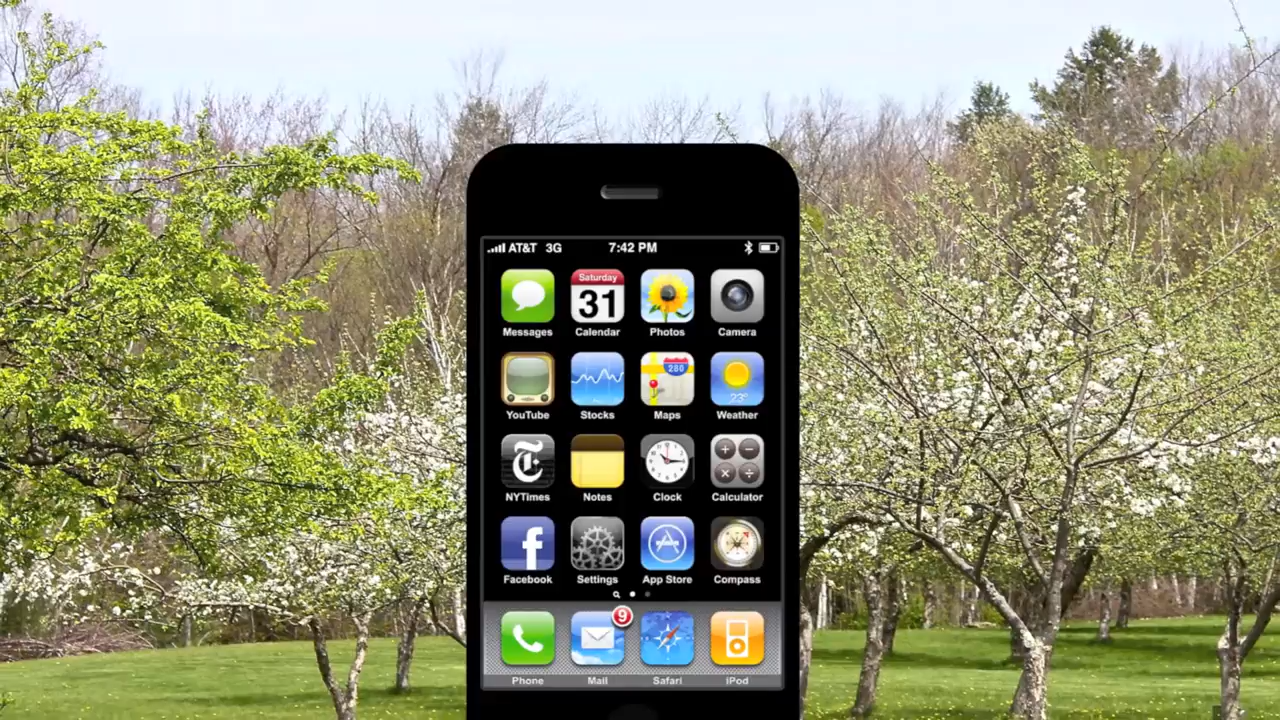 AT&T 3G 7:42 PM
Saturday
31
Messages Calendar Photos Camera
280
23°
YouTube Stocks Maps Weather
T
NYTimes Notes Clock Calculator
f
Facebook Settings App Store Compass
9
Phone Mail Safari iPod